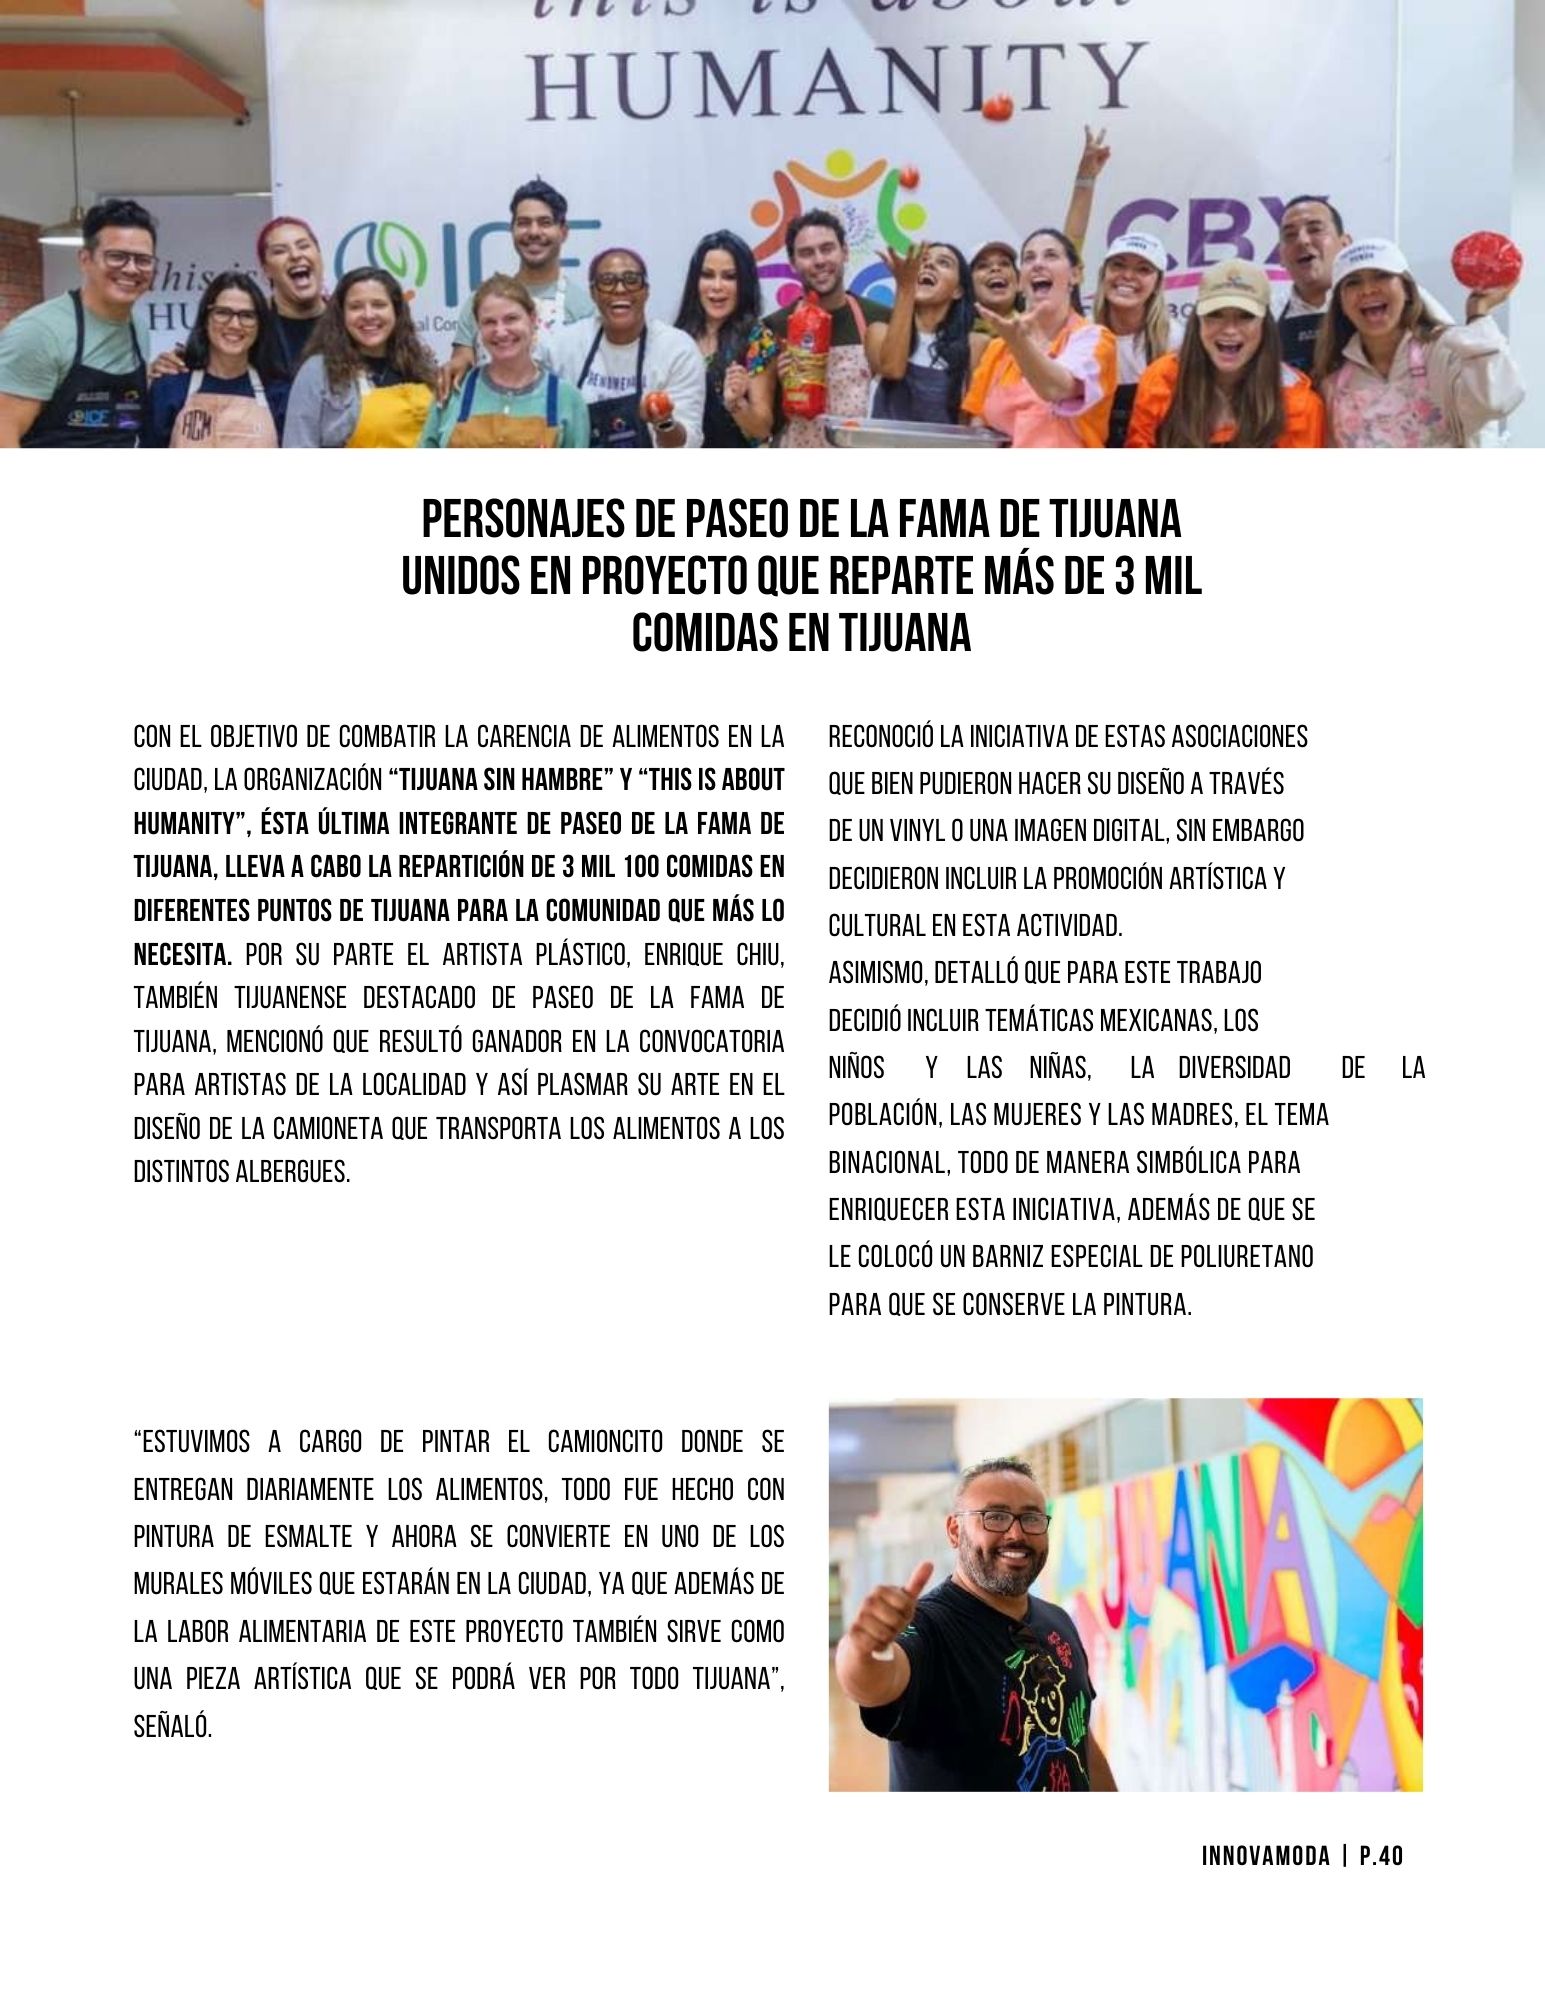 this is about
HUMANITY
this is
HU
ICF
CBX
ICF
ACH
PERSONAJES DE PASEO DE LA FAMA DE TIJUANA
UNIDOS EN PROYECTO QUE REPARTE MÁS DE 3 MIL
COMIDAS EN TIJUANA
CON EL OBJETIVO DE COMBATIR LA CARENCIA DE ALIMENTOS EN LA
CIUDAD, LA ORGANIZACIÓN “TIJUANA SIN HAMBRE” Y “THIS IS ABOUT
HUMANITY”, ÉSTA ÚLTIMA INTEGRANTE DE PASEO DE LA FAMA DE
TIJUANA, LLEVA A CABO LA REPARTICIÓN DE 3 MIL 100 COMIDAS EN
DIFERENTES PUNTOS DE TIJUANA PARA LA COMUNIDAD QUE MÁS LO
NECESITA. POR SU PARTE EL ARTISTA PLÁSTICO, ENRIQUE CHIU,
TAMBIÉN TIJUANENSE DESTACADO DE PASEO DE LA FAMA DE
TIJUANA, MENCIONÓ QUE RESULTÓ GANADOR EN LA CONVOCATORIA
PARA ARTISTAS DE LA LOCALIDAD Y ASÍ PLASMAR SU ARTE EN EL
DISEÑO DE LA CAMIONETA QUE TRANSPORTA LOS ALIMENTOS A LOS
DISTINTOS ALBERGUES.
“ESTUVIMOS A CARGO DE PINTAR EL CAMIONCITO DONDE SE
ENTREGAN DIARIAMENTE LOS ALIMENTOS, TODO FUE HECHO CON
PINTURA DE ESMALTE Y AHORA SE CONVIERTE EN UNO DE LOS
MURALES MÓVILES QUE ESTARÁN EN LA CIUDAD, YA QUE ADEMÁS DE
LA LABOR ALIMENTARIA DE ESTE PROYECTO TAMBIÉN SIRVE COMO
UNA PIEZA ARTÍSTICA QUE SE PODRÁ VER POR TODO TIJUANA”,
SEÑALÓ.
RECONOCIÓ LA INICIATIVA DE ESTAS ASOCIACIONES
QUE BIEN PUDIERON HACER SU DISEÑO A TRAVÉS
DE UN VINYL O UNA IMAGEN DIGITAL, SIN EMBARGO
DECIDIERON INCLUIR LA PROMOCIÓN ARTÍSTICA Y
CULTURAL EN ESTA ACTIVIDAD.
ASIMISMO, DETALLÓ QUE PARA ESTE TRABAJO
DECIDIÓ INCLUIR TEMÁTICAS MEXICANAS, LOS
NIÑOS Y LAS NIÑAS, LA DIVERSIDAD DE LA
POBLACIÓN, LAS MUJERES Y LAS MADRES, EL TEMA
BINACIONAL, TODO DE MANERA SIMBÓLICA PARA
ENRIQUECER ESTA INICIATIVA, ADEMÁS DE QUE SE
LE COLOCÓ UN BARNIZ ESPECIAL DE POLIURETANO
PARA QUE SE CONSERVE LA PINTURA.
TIJUANA
INNOVAMODA | P.40